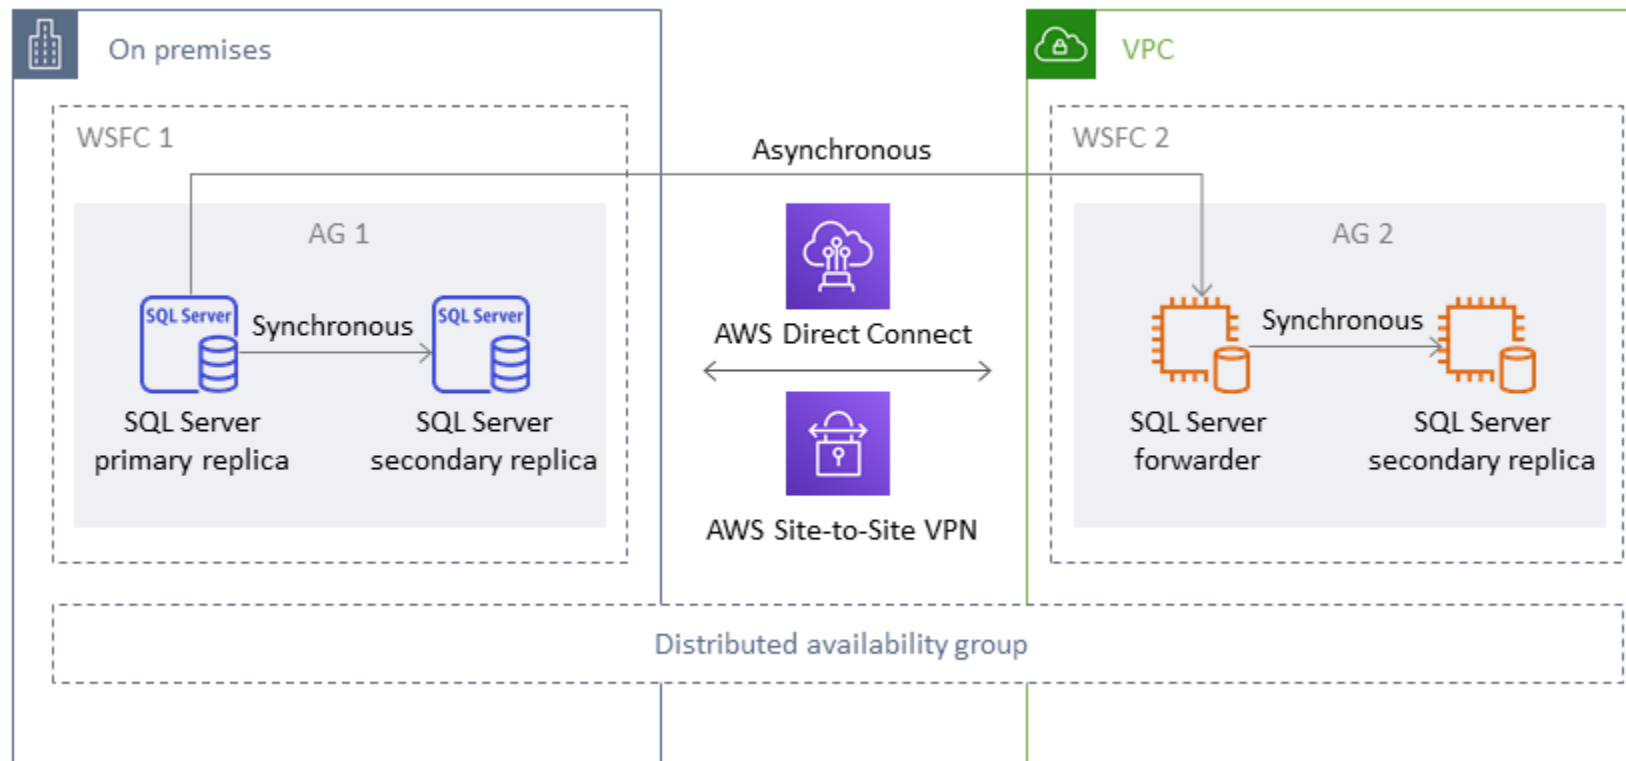 On premises
VPC
WSFC 1
Asynchronous
WSFC 2
AG 1
AG 2
SQL Server
Synchronous
SQL Server
Synchronous
AWS Direct Connect
SQL Server
primary replica
SQL Server
secondary replica
SQL Server
forwarder
SQL Server
secondary replica
AWS Site-to-Site VPN
Distributed availability group